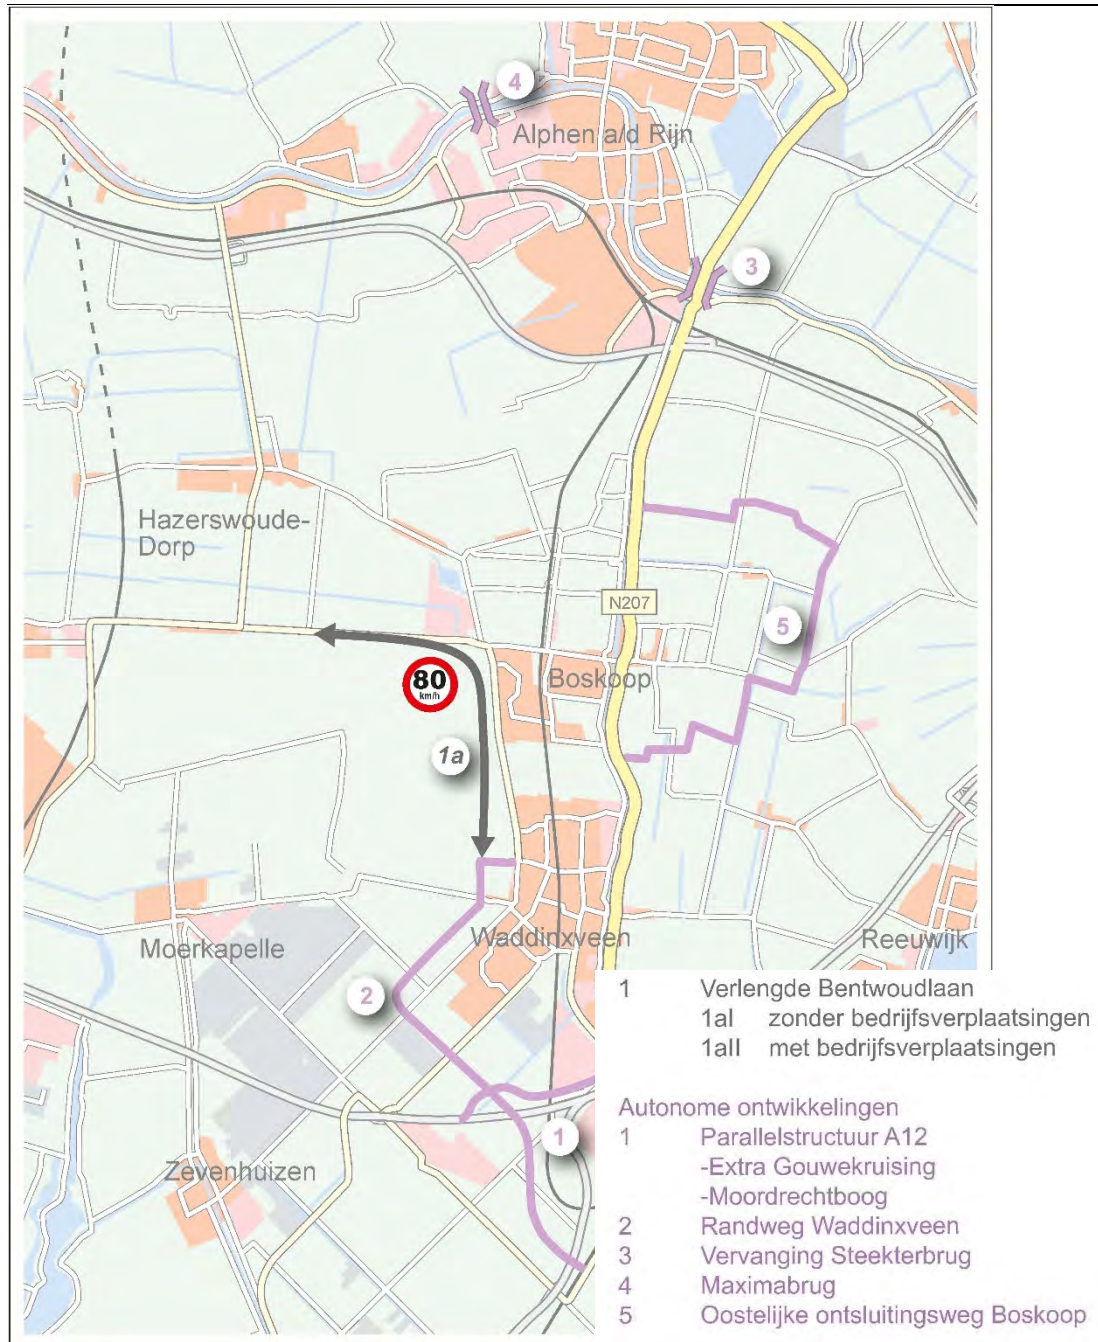 4
Alphen a/d Rijn
3
Hazerswoude-
Dorp
N207
5
80
km/h
Boskoop
1a
Moerkapelle
Waddinxveen
Reeuwijk
2
1
Zevenhuizen
1 Verlengde Bentwoudlaan
1aI zonder bedrijfsverplaatsingen
1aII met bedrijfsverplaatsingen
Autonome ontwikkelingen
1 Parallelstructuur A12
-Extra Gouwekruising
-Moordrechtboog
2 Randweg Waddinxveen
3 Vervanging Steekterbrug
4 Maximabrug
5 Oostelijke ontsluitingsweg Boskoop